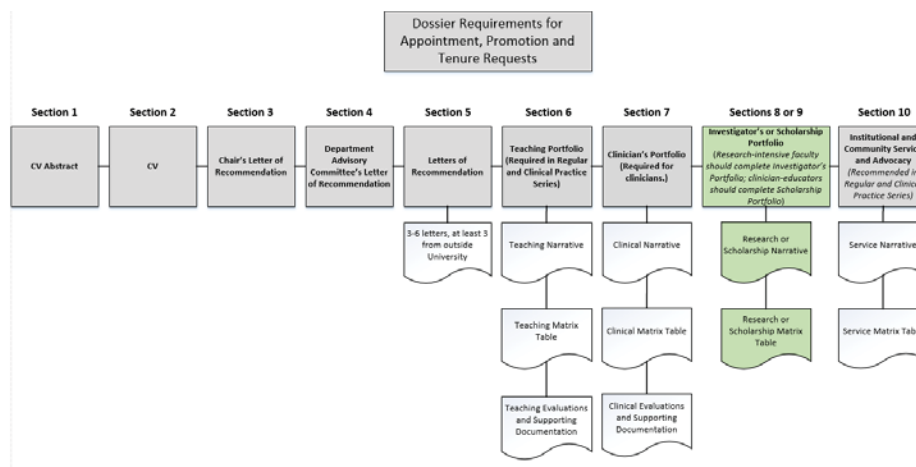 Dossier Requirements for
Appointment, Promotion and
Tenure Requests
Section 1
Section 2
Section 3
Section 4
Section 5
Section 6
Section 7
Sections 8 or 9
Section 10
CV Abstract
CV
Chair's Letter of
Recommendation
Department
Advisory
Committee's Letter
of Recommendation
Letters of
Recommendation
Teaching Portfolio
(Required in Regular
and Clinical Practice
Series)
Clinician's Portfolio
(Required for
clinicians.)
Investigator's or Scholarship
Portfolio
(Research-intensive faculty
should complete Investigator's
Portfolio; clinician-educators
should complete Scholarship
Portfolio)
Institutional and
Community Servic
and Advocacy
(Recommended in
Regular and Clinic
Practice Series)
3-6 letters, at least 3
from outside
University
Teaching Narrative
Clinical Narrative
Research or
Scholarship Narrative
Service Narrative
Teaching Matrix
Table
Clinical Matrix Table
Research or
Scholarship Matrix
Table
Service Matrix Tab
Teaching Evaluations
and Supporting
Documentation
Clinical Evaluations
and Supporting
Documentation